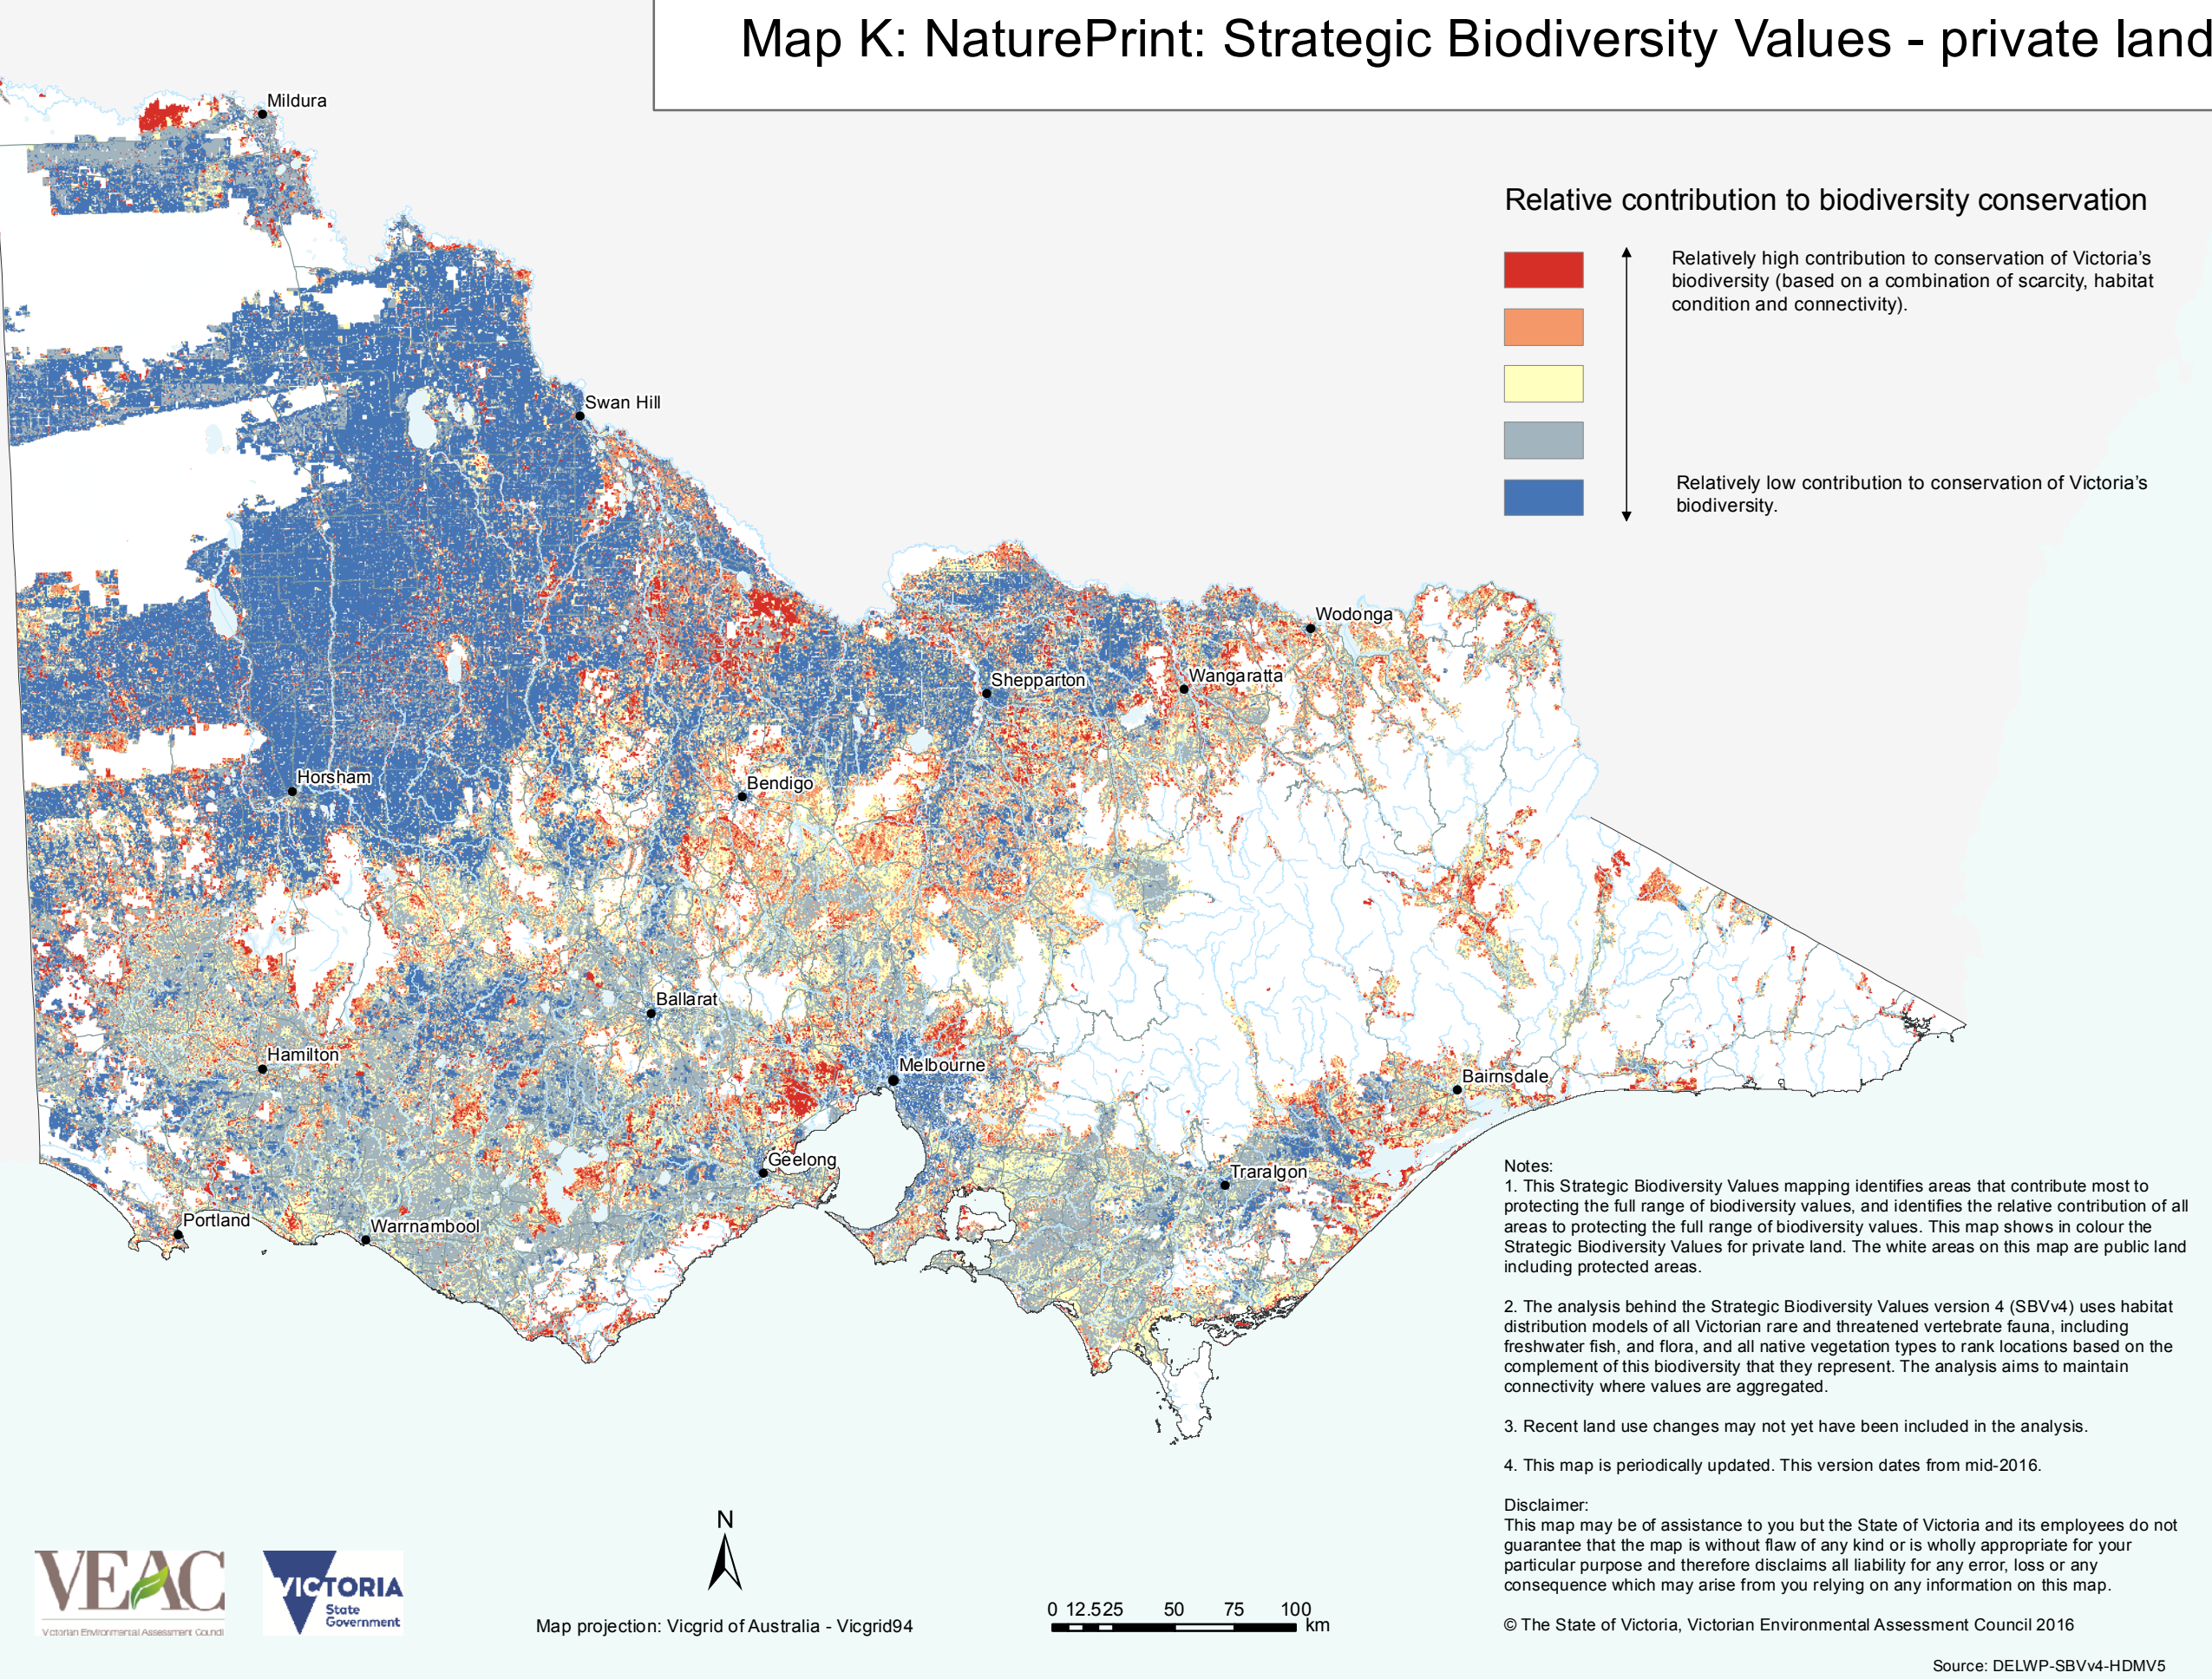 Map K: NaturePrint: Strategic Biodiversity Values - private land
Mildura
Relative contribution to biodiversity conservation
Relatively high contribution to conservation of Victoria's
biodiversity (based on a combination of scarcity, habitat
condition and connectivity).
Relatively low contribution to conservation of Victoria's
biodiversity.
Swan Hill
Wodonga
Shepparton
Wangaratta
Horsham
Bendigo
Ballarat
Hamilton
Melbourne
Bairnsdale
Geelong
Traralgon
Portland
Warrnambool
Notes:
1. This Strategic Biodiversity Values mapping identifies areas that contribute most to
protecting the full range of biodiversity values, and identifies the relative contribution of all
areas to protecting the full range of biodiversity values. This map shows in colour the
Strategic Biodiversity Values for private land. The white areas on this map are public land
including protected areas.
2. The analysis behind the Strategic Biodiversity Values version 4 (SBVv4) uses habitat
distribution models of all Victorian rare and threatened vertebrate fauna, including
freshwater fish, and flora, and all native vegetation types to rank locations based on the
complement of this biodiversity that they represent. The analysis aims to maintain
connectivity where values are aggregated.
3. Recent land use changes may not yet have been included in the analysis.
4. This map is periodically updated. This version dates from mid-2016.
Disclaimer:
This map may be of assistance to you but the State of Victoria and its employees do not
guarantee that the map is without flaw of any kind or is wholly appropriate for your
particular purpose and therefore disclaims all liability for any error, loss or any
consequence which may arise from you relying on any information on this map.
© The State of Victoria, Victorian Environmental Assessment Council 2016
Source: DELWP-SBVv4-HDMV5
VEAC
Victorian Environmental Assessment Council
VICTORIA
State
Government
N
Map projection: Vicgrid of Australia - Vicgrid94
0 12.5 25 50 75 100
km